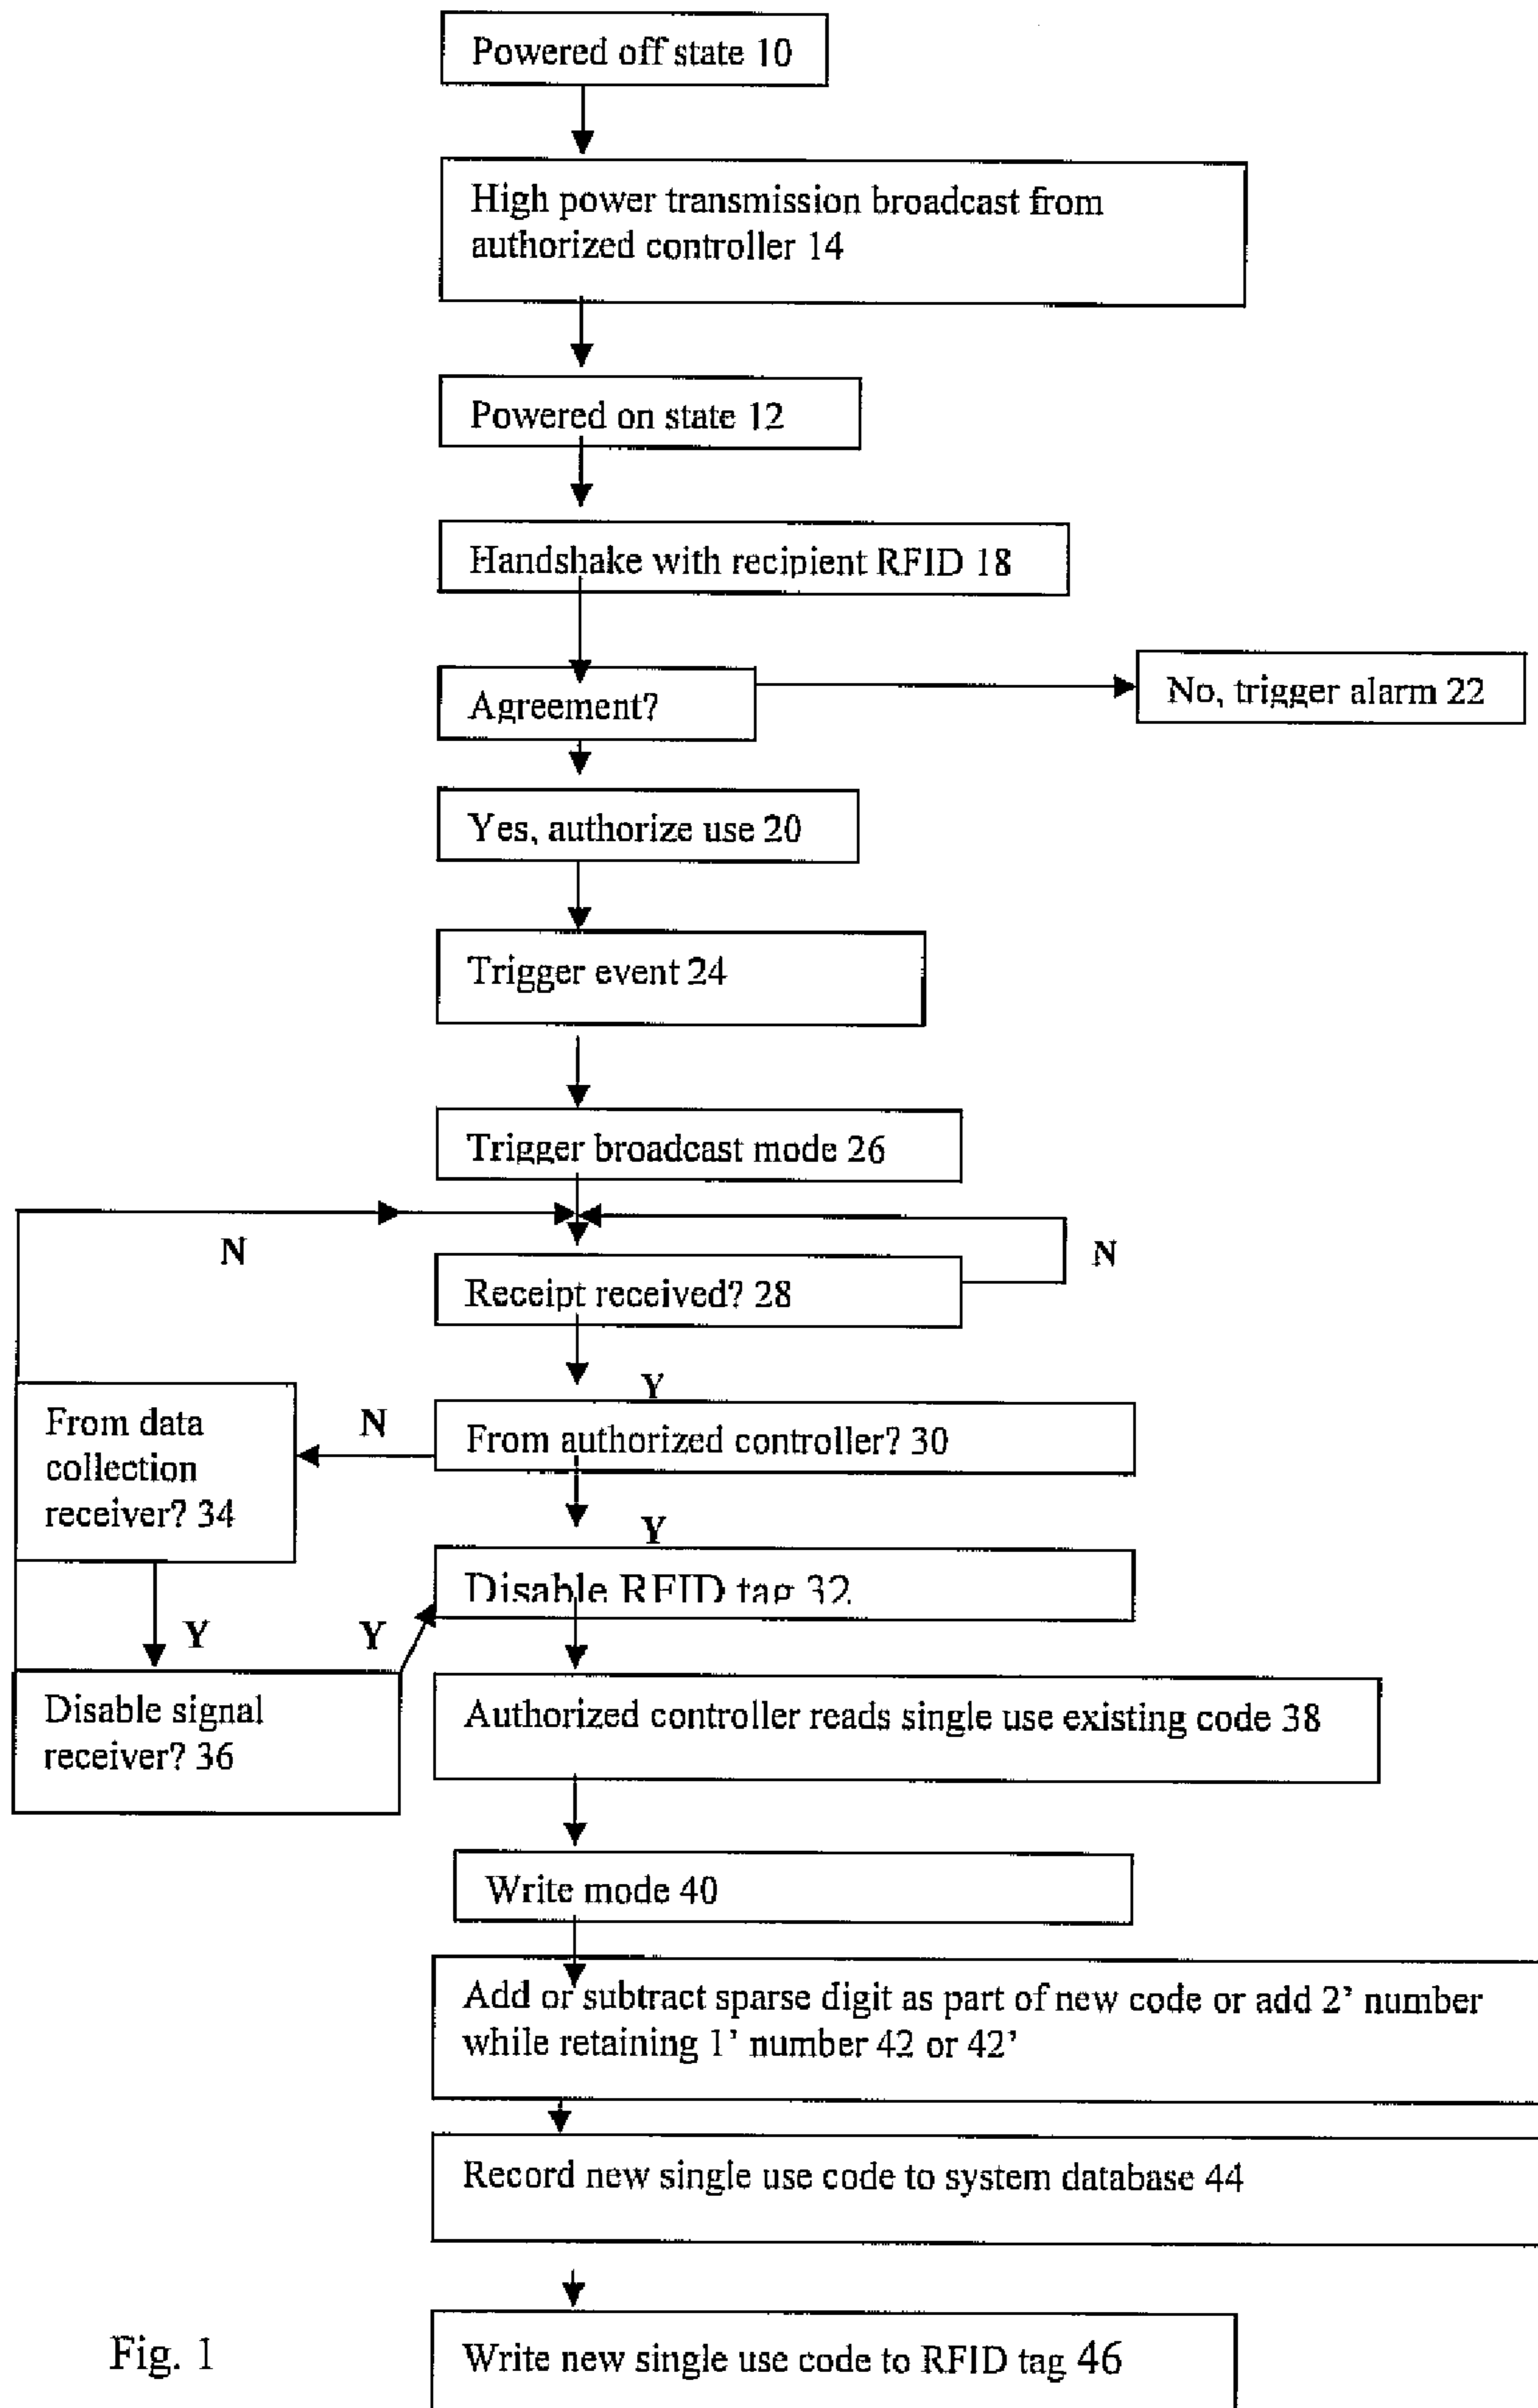 Powered off state 10
High power transmission broadcast from
authorized controller 14
Powered on state 12
Handshake with recipient RFID 18
Agreement?
No, trigger alarm 22
Yes, authorize use 20
Trigger event 24
Trigger broadcast mode 26
N
N
Receipt received? 28
Y
From data
collection
receiver? 34
N
From authorized controller? 30
Y
Disable RFID tag 32
Y
Y
Disable signal
receiver? 36
Authorized controller reads single use existing code 38
Write mode 40
Add or subtract sparse digit as part of new code or add 2' number
while retaining 1' number 42 or 42'
Record new single use code to system database 44
Write new single use code to RFID tag 46
Fig. 1